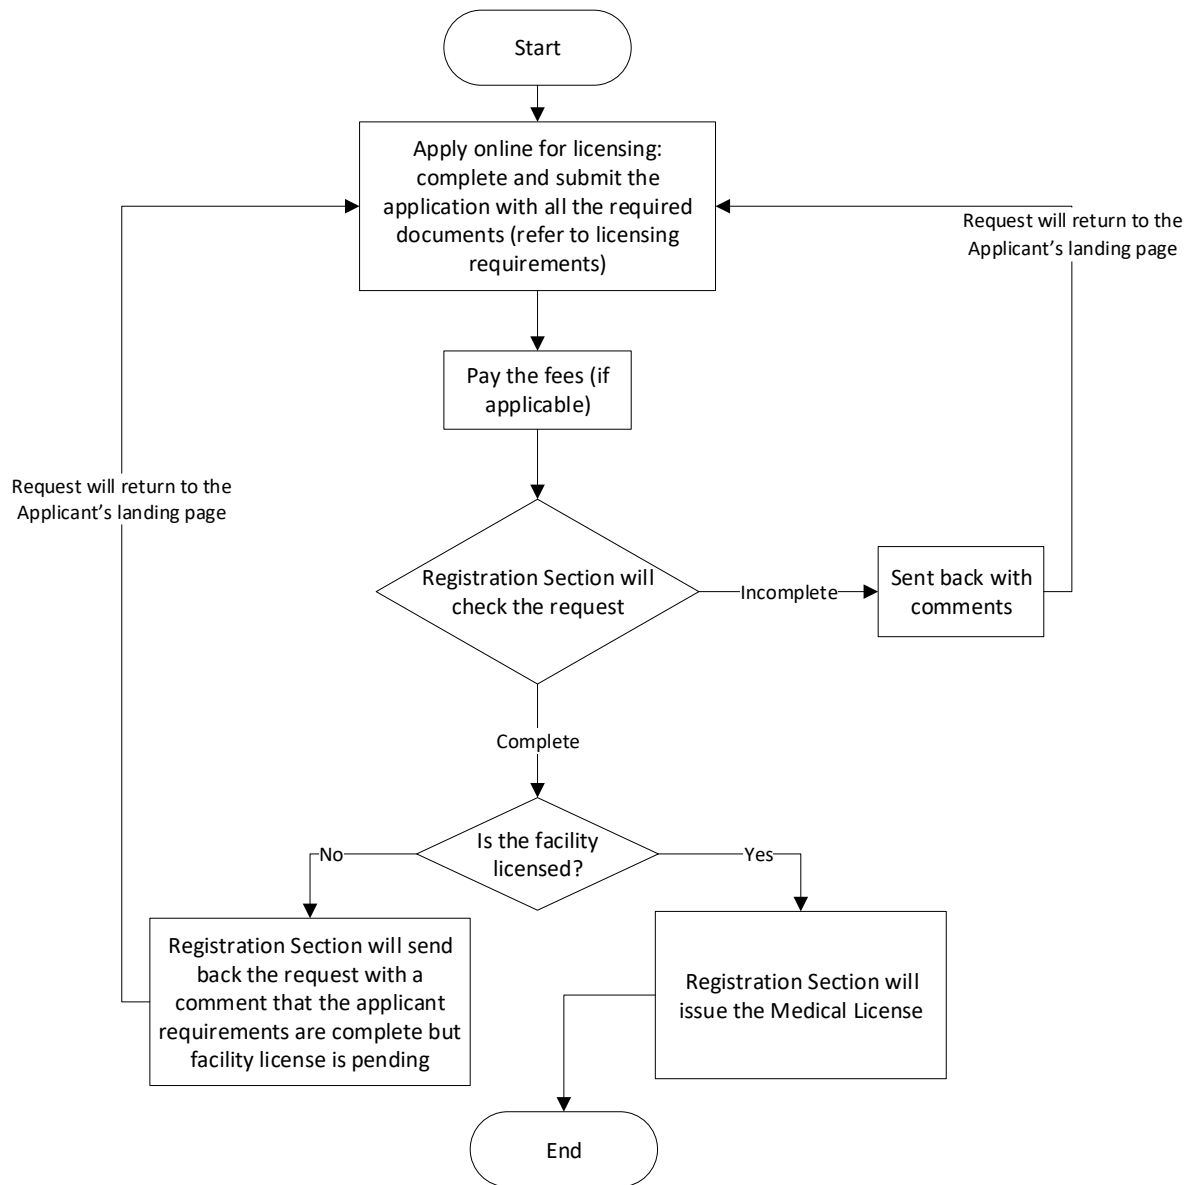 Start
Apply online for licensing:
complete and submit the
application with all the required
documents (refer to licensing
requirements)
Request will return to the
Applicant’s landing page
Pay the fees (if
applicable)
Request will return to the
Applicant’s landing page
Registration Section will
check the request
Incomplete
Sent back with
comments
Complete
Is the facility
licensed?
No
Yes
Registration Section will send
back the request with a
comment that the applicant
requirements are complete but
facility license is pending
Registration Section will
issue the Medical License
End